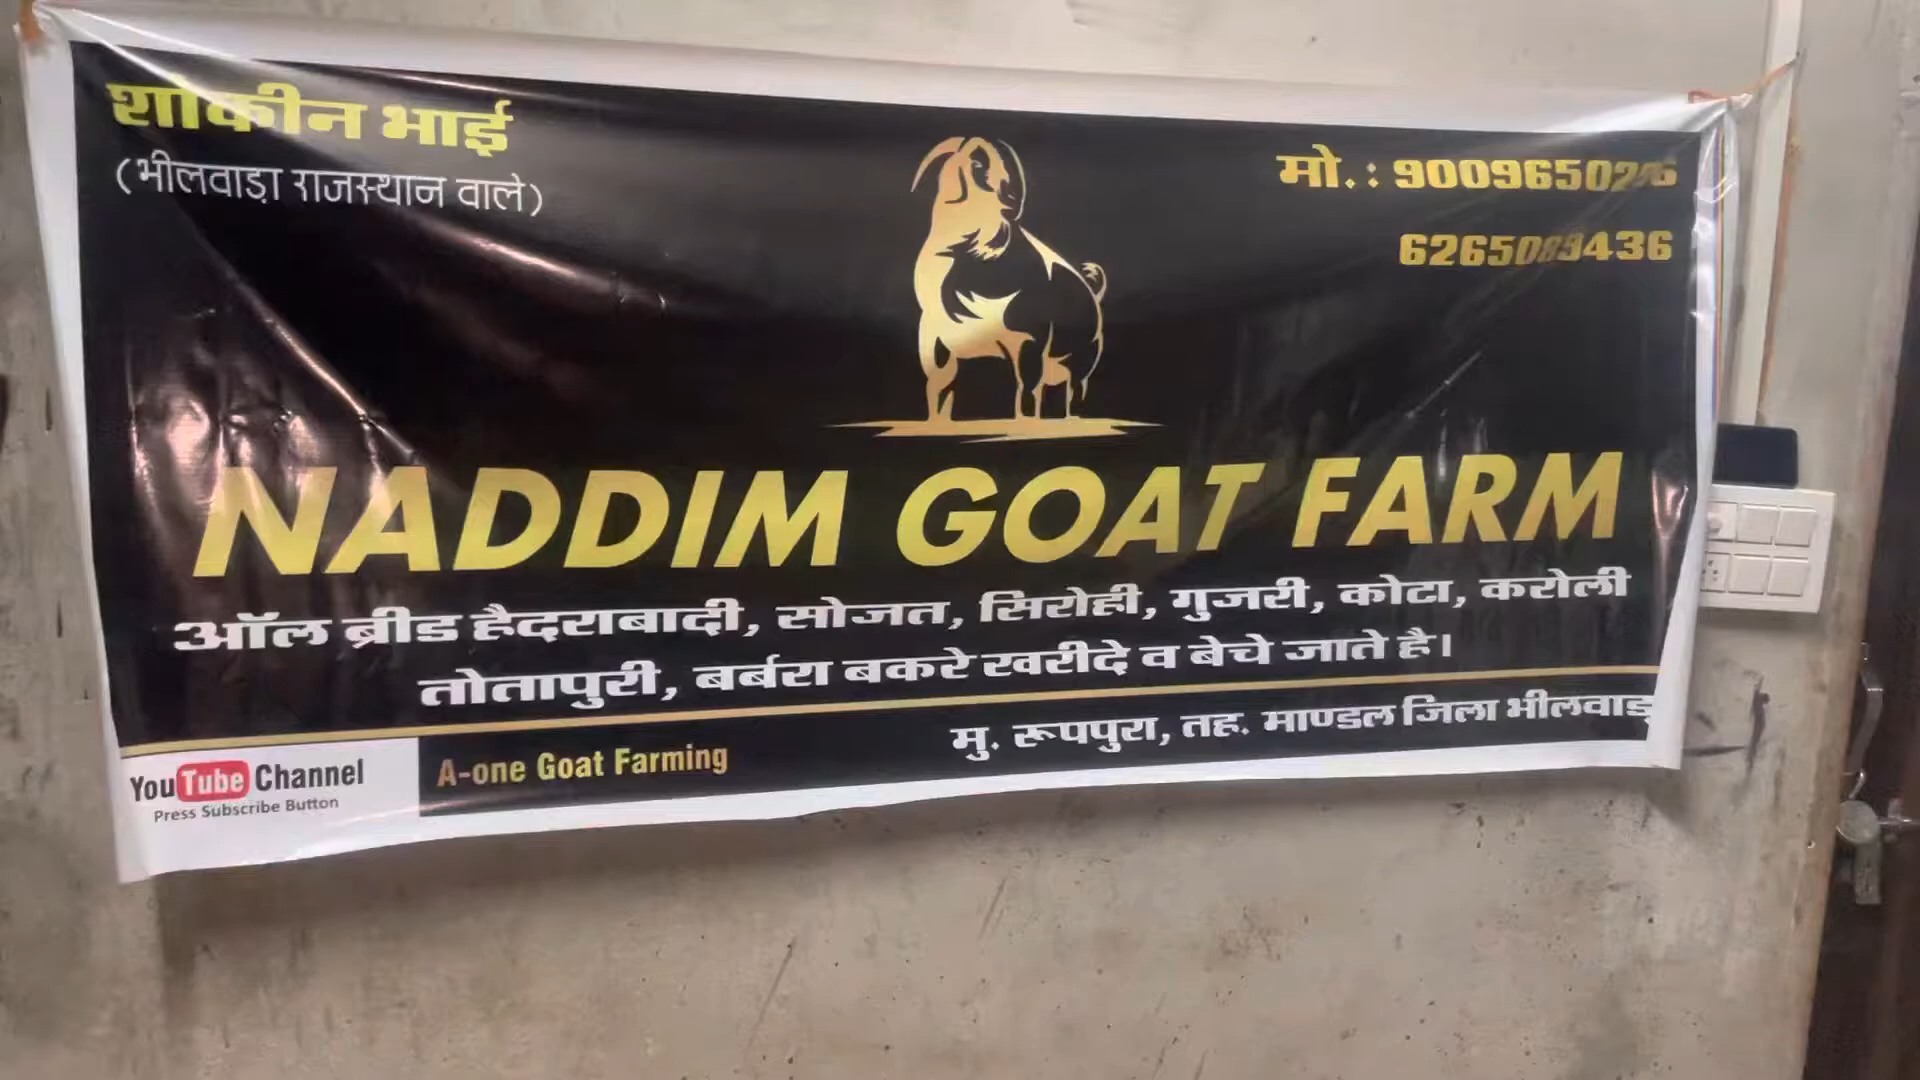 शौकीन भाई
(भीलवाड़ा राजस्थान वाले)
मो. :
NADDIM GOAT FARM
ऑल ब्रीड हैदराबादी, सोजत, सिरोही, गुजरी, कोटा, करोली
तोतापुरी, बर्बरा बकरे खरीदे व बेचे जाते है।
मु. रूपपुरा, तह. माण्डल जिला भीलवाड़
YouTube Channel
Press Subscribe Button
A-one Goat Farming